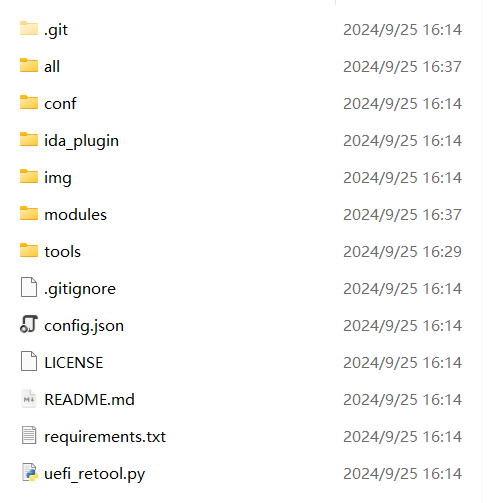 .git 2024/9/25 16:14
all 2024/9/25 16:37
conf 2024/9/25 16:14
ida_plugin 2024/9/25 16:14
img 2024/9/25 16:14
modules 2024/9/25 16:37
tools 2024/9/25 16:29
.gitignore 2024/9/25 16:14
config.json 2024/9/25 16:14
LICENSE 2024/9/25 16:14
README.md 2024/9/25 16:14
requirements.txt 2024/9/25 16:14
uefi_retool.py 2024/9/25 16:14